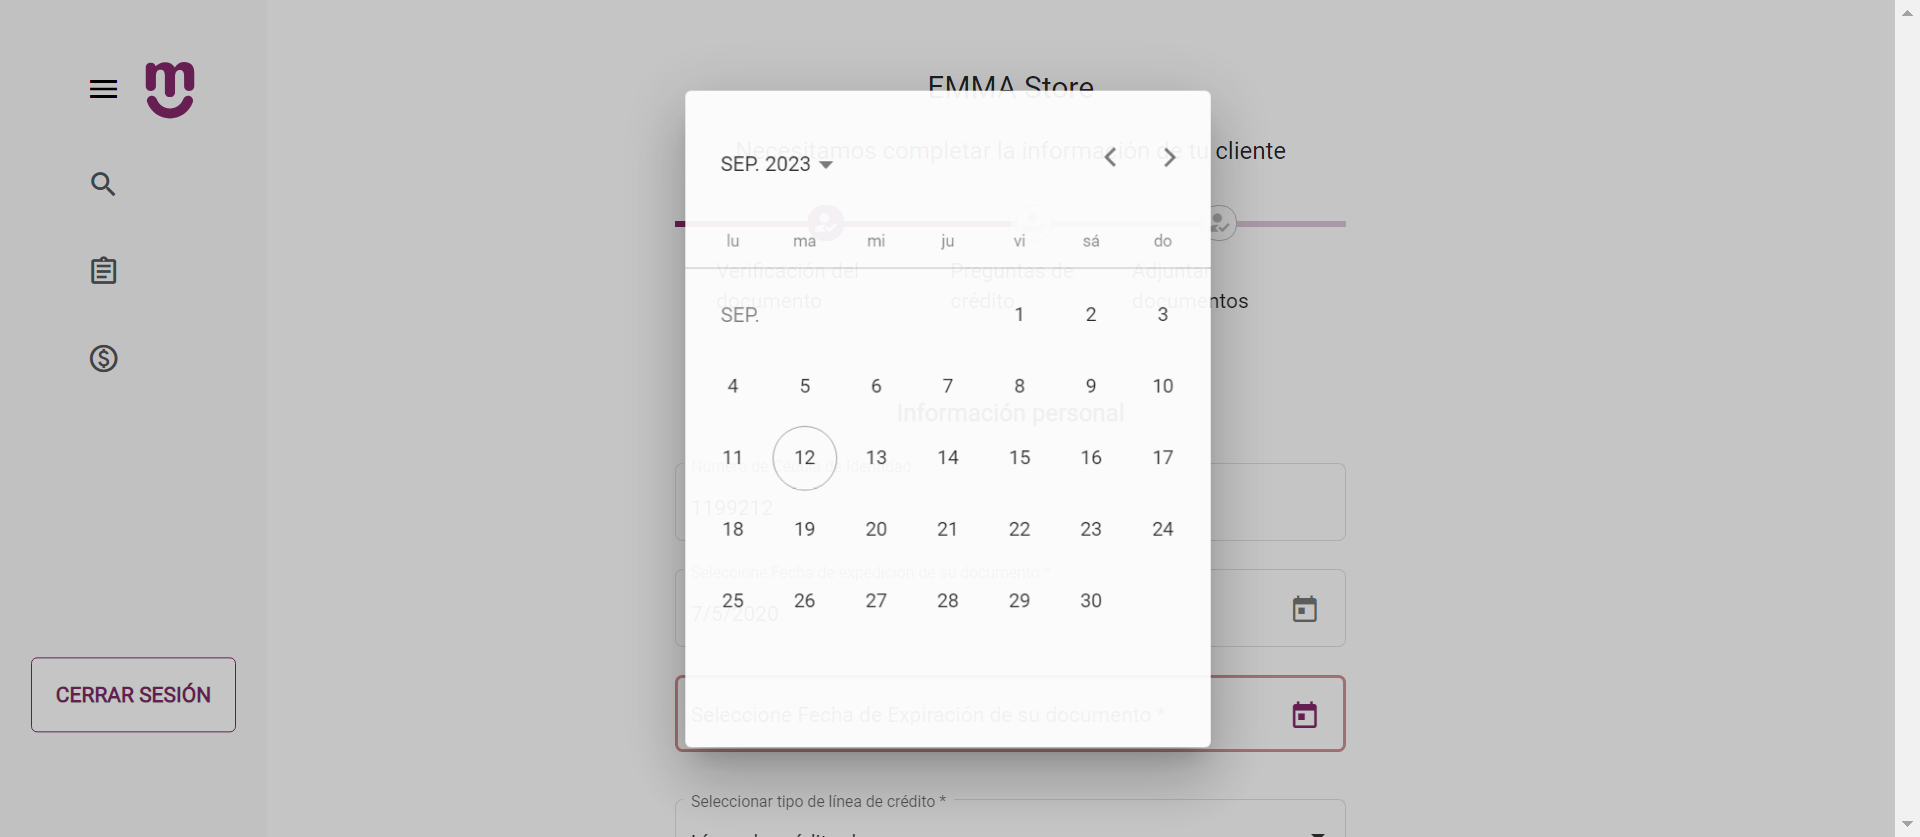 EMMA Store
Necesitamos completar la información de tu cliente
SEP. 2023
lu ma mi ju vi sá do
Verificación del documento
Preguntas de crédito
Adjuntar documentos
SEP. 1 2 3
4 5 6 7 8 9 10
Información personal
11 12 13 14 15 16 17
Número de Cédula de Identidad
1199212
18 19 20 21 22 23 24
Seleccione Fecha de expedición de su documento *
7/5/2020
25 26 27 28 29 30
Seleccione Fecha de Expiración de su documento *
CERRAR SESIÓN
Seleccionar tipo de línea de crédito *